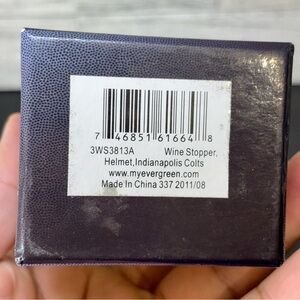 7 46851 61664 8
3WS3813A Wine Stopper,
Helmet,Indianapolis Colts
www.myevergreen.com
Made In China 337 2011/08